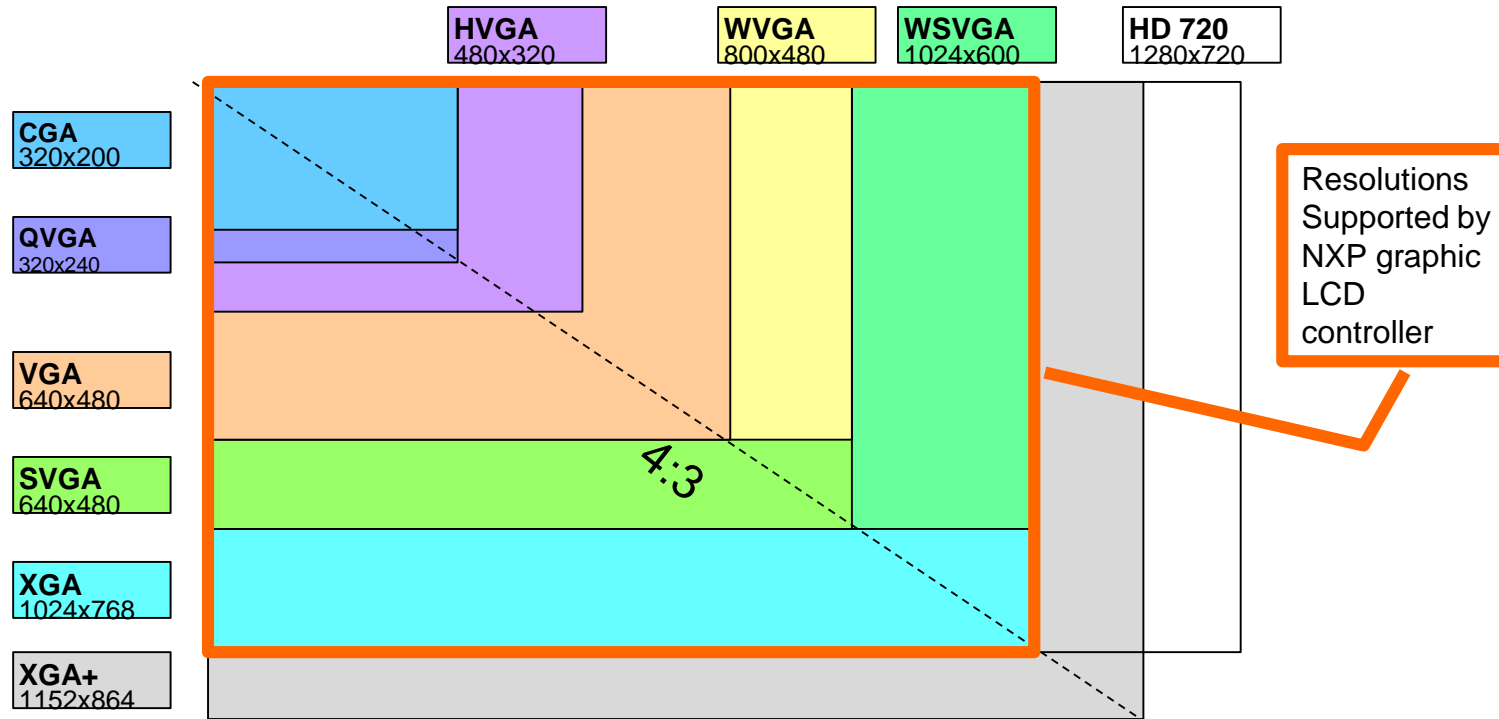 HVGA
480x320
WVGA
800x480
WSVGA
1024x600
HD 720
1280x720
CGA
320x200
QVGA
320x240
VGA
640x480
SVGA
640x480
XGA
1024x768
XGA+
1152x864
4:3
Resolutions
Supported by
NXP graphic
LCD
controller